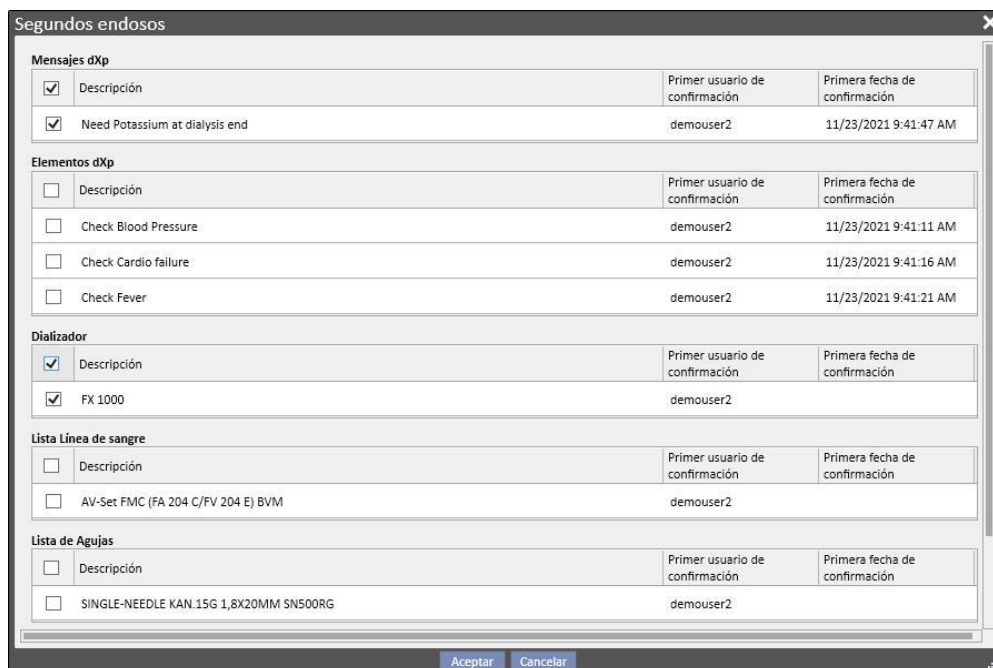 Segundos endosos
Mensajes dXp
Descripción Primer usuario de confirmación Primera fecha de confirmación
Need Potassium at dialysis end demouser2 11/23/2021 9:41:47 AM
Elementos dXp
Descripción Primer usuario de confirmación Primera fecha de confirmación
Check Blood Pressure demouser2 11/23/2021 9:41:11 AM
Check Cardio failure demouser2 11/23/2021 9:41:16 AM
Check Fever demouser2 11/23/2021 9:41:21 AM
Dializador
Descripción Primer usuario de confirmación Primera fecha de confirmación
FX 1000 demouser2
Lista Línea de sangre
Descripción Primer usuario de confirmación Primera fecha de confirmación
AV-Set FMC (FA 204 C/FV 204 E) BVM demouser2
Lista de Agujas
Descripción Primer usuario de confirmación Primera fecha de confirmación
SINGLE-NEEDLE KAN.15G 1,8X20MM SN500RG demouser2
Aceptar Cancelar